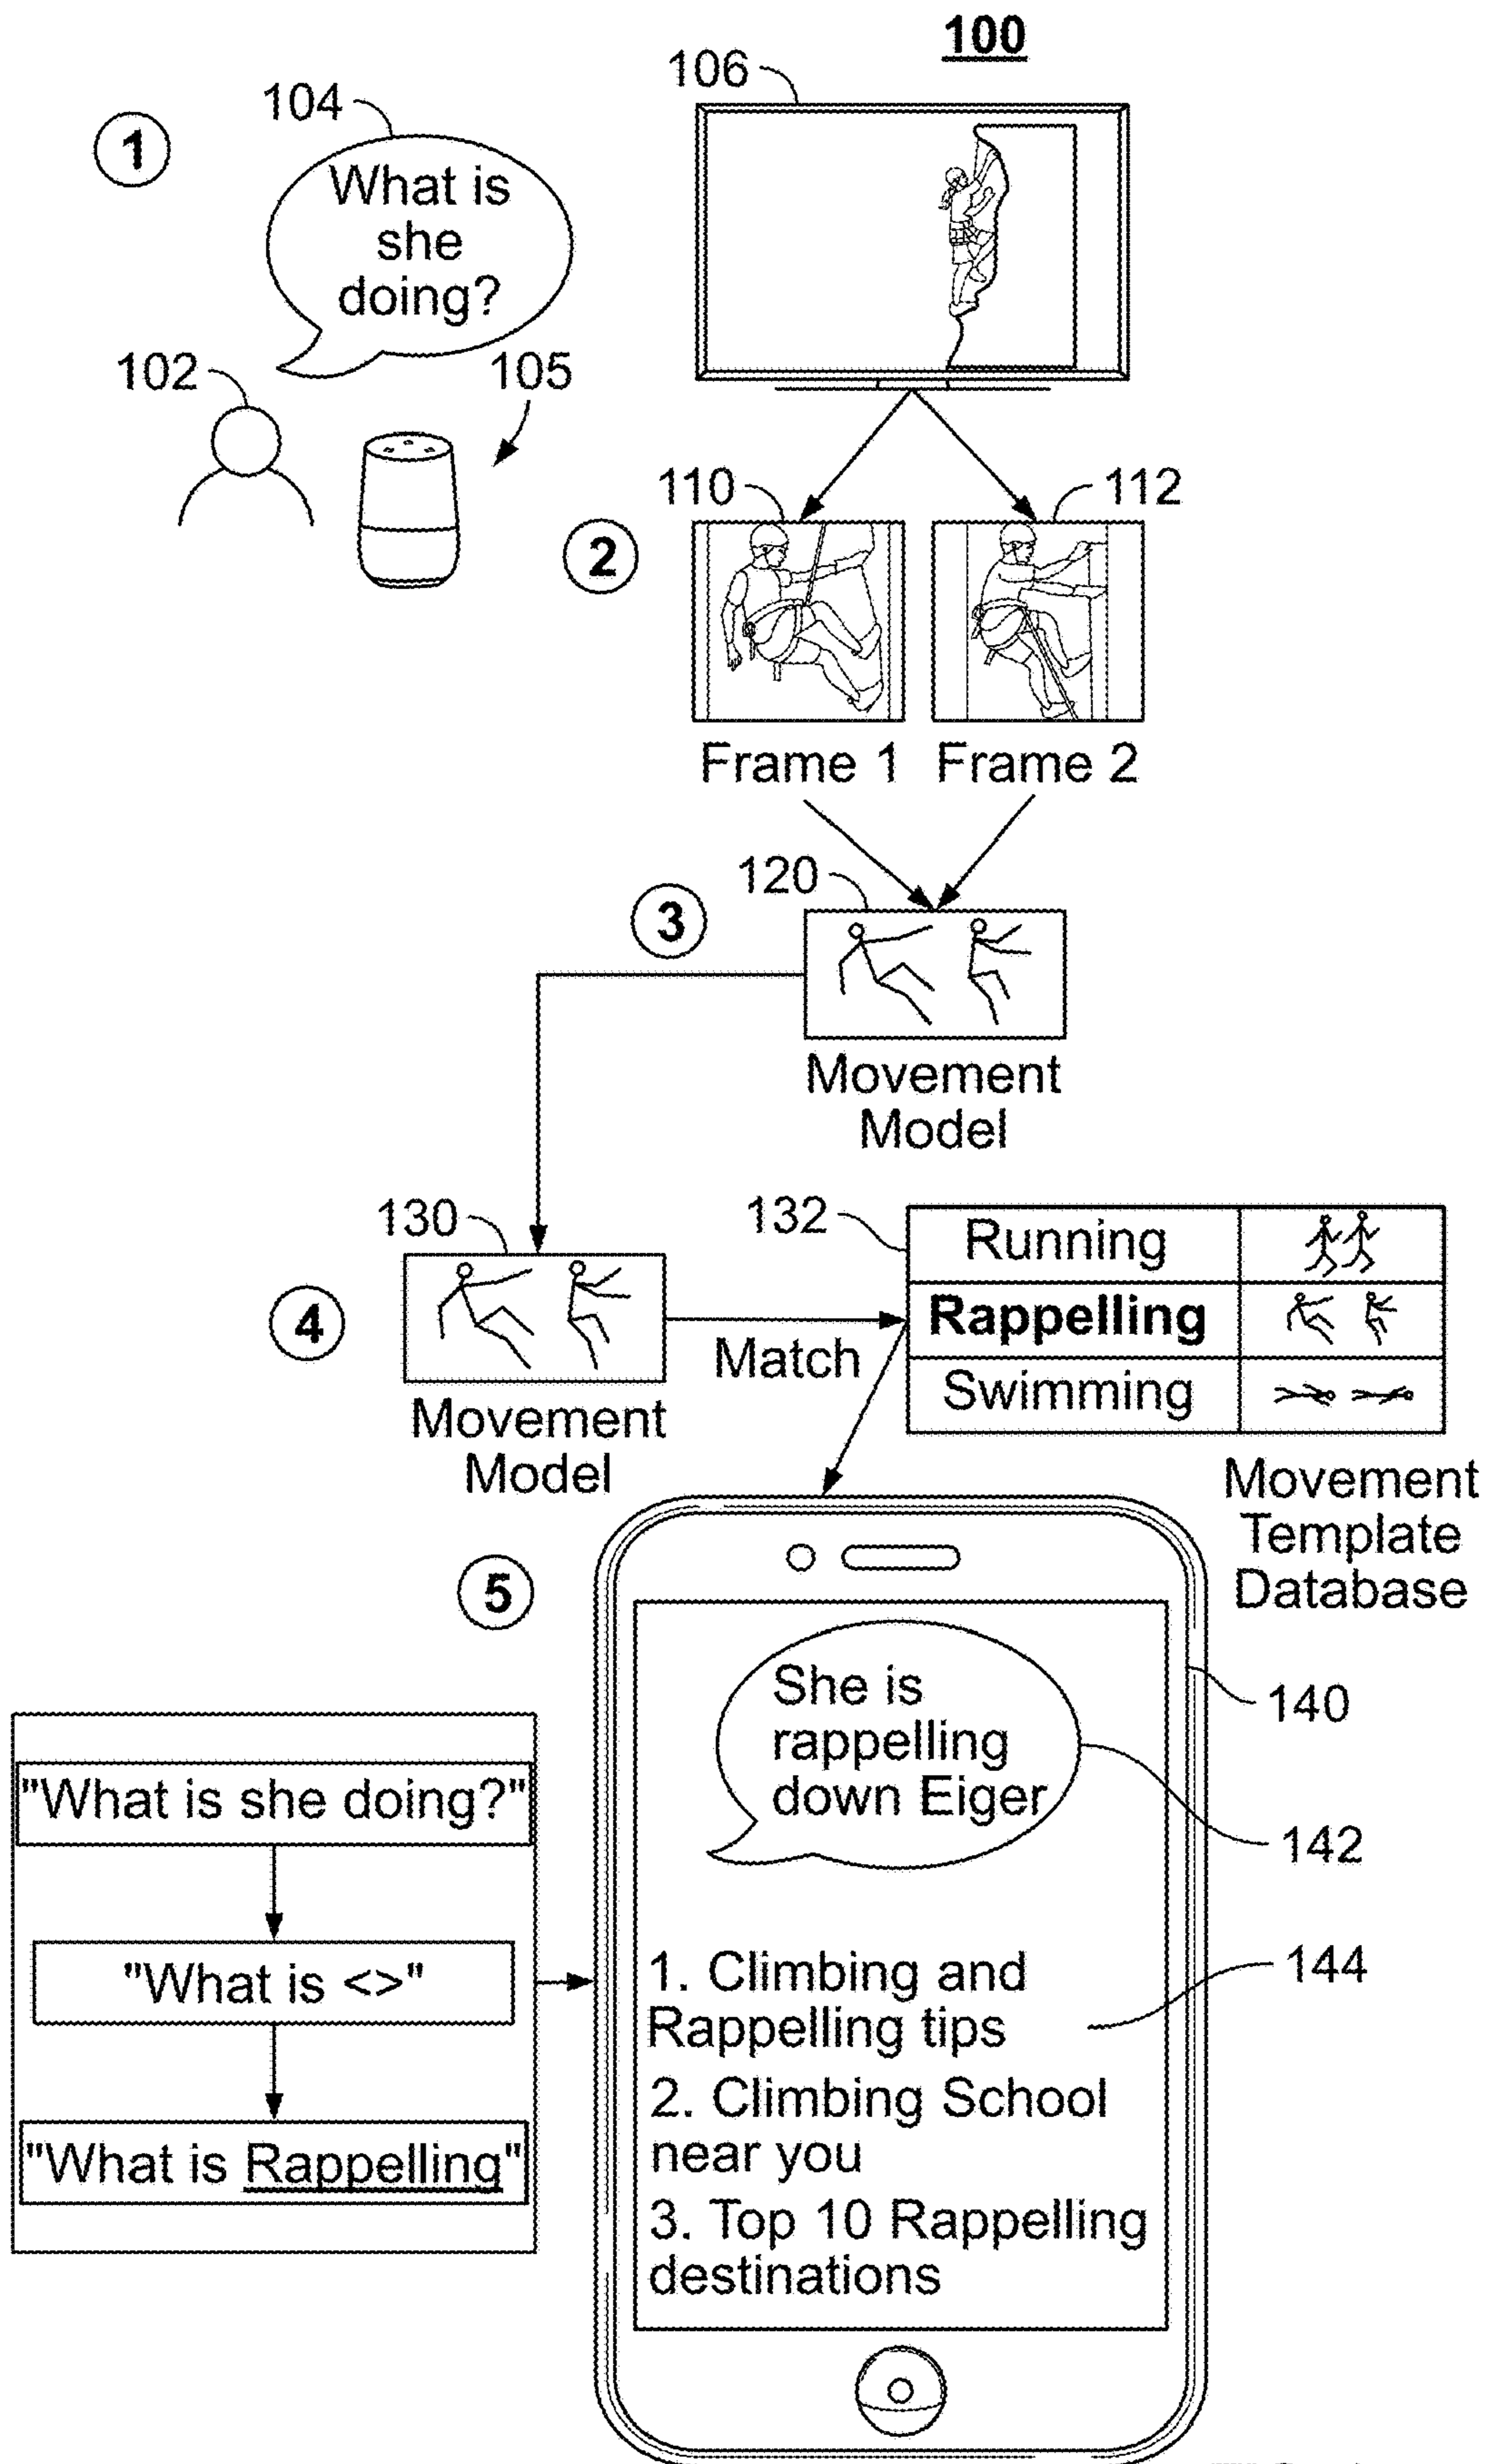 100
106
104
1
What is
she
doing?
102
105
110
112
2
Frame 1
Frame 2
120
3
Movement
Model
130
132
Running
4
Rappelling
Match
Swimming
Movement
Model
Movement
Template
Database
5
She is
rappelling
down Eiger
140
"What is she doing?"
142
"What is <>"
1. Climbing and
Rappelling tips
144
2. Climbing School
near you
"What is Rappelling"
3. Top 10 Rappelling
destinations